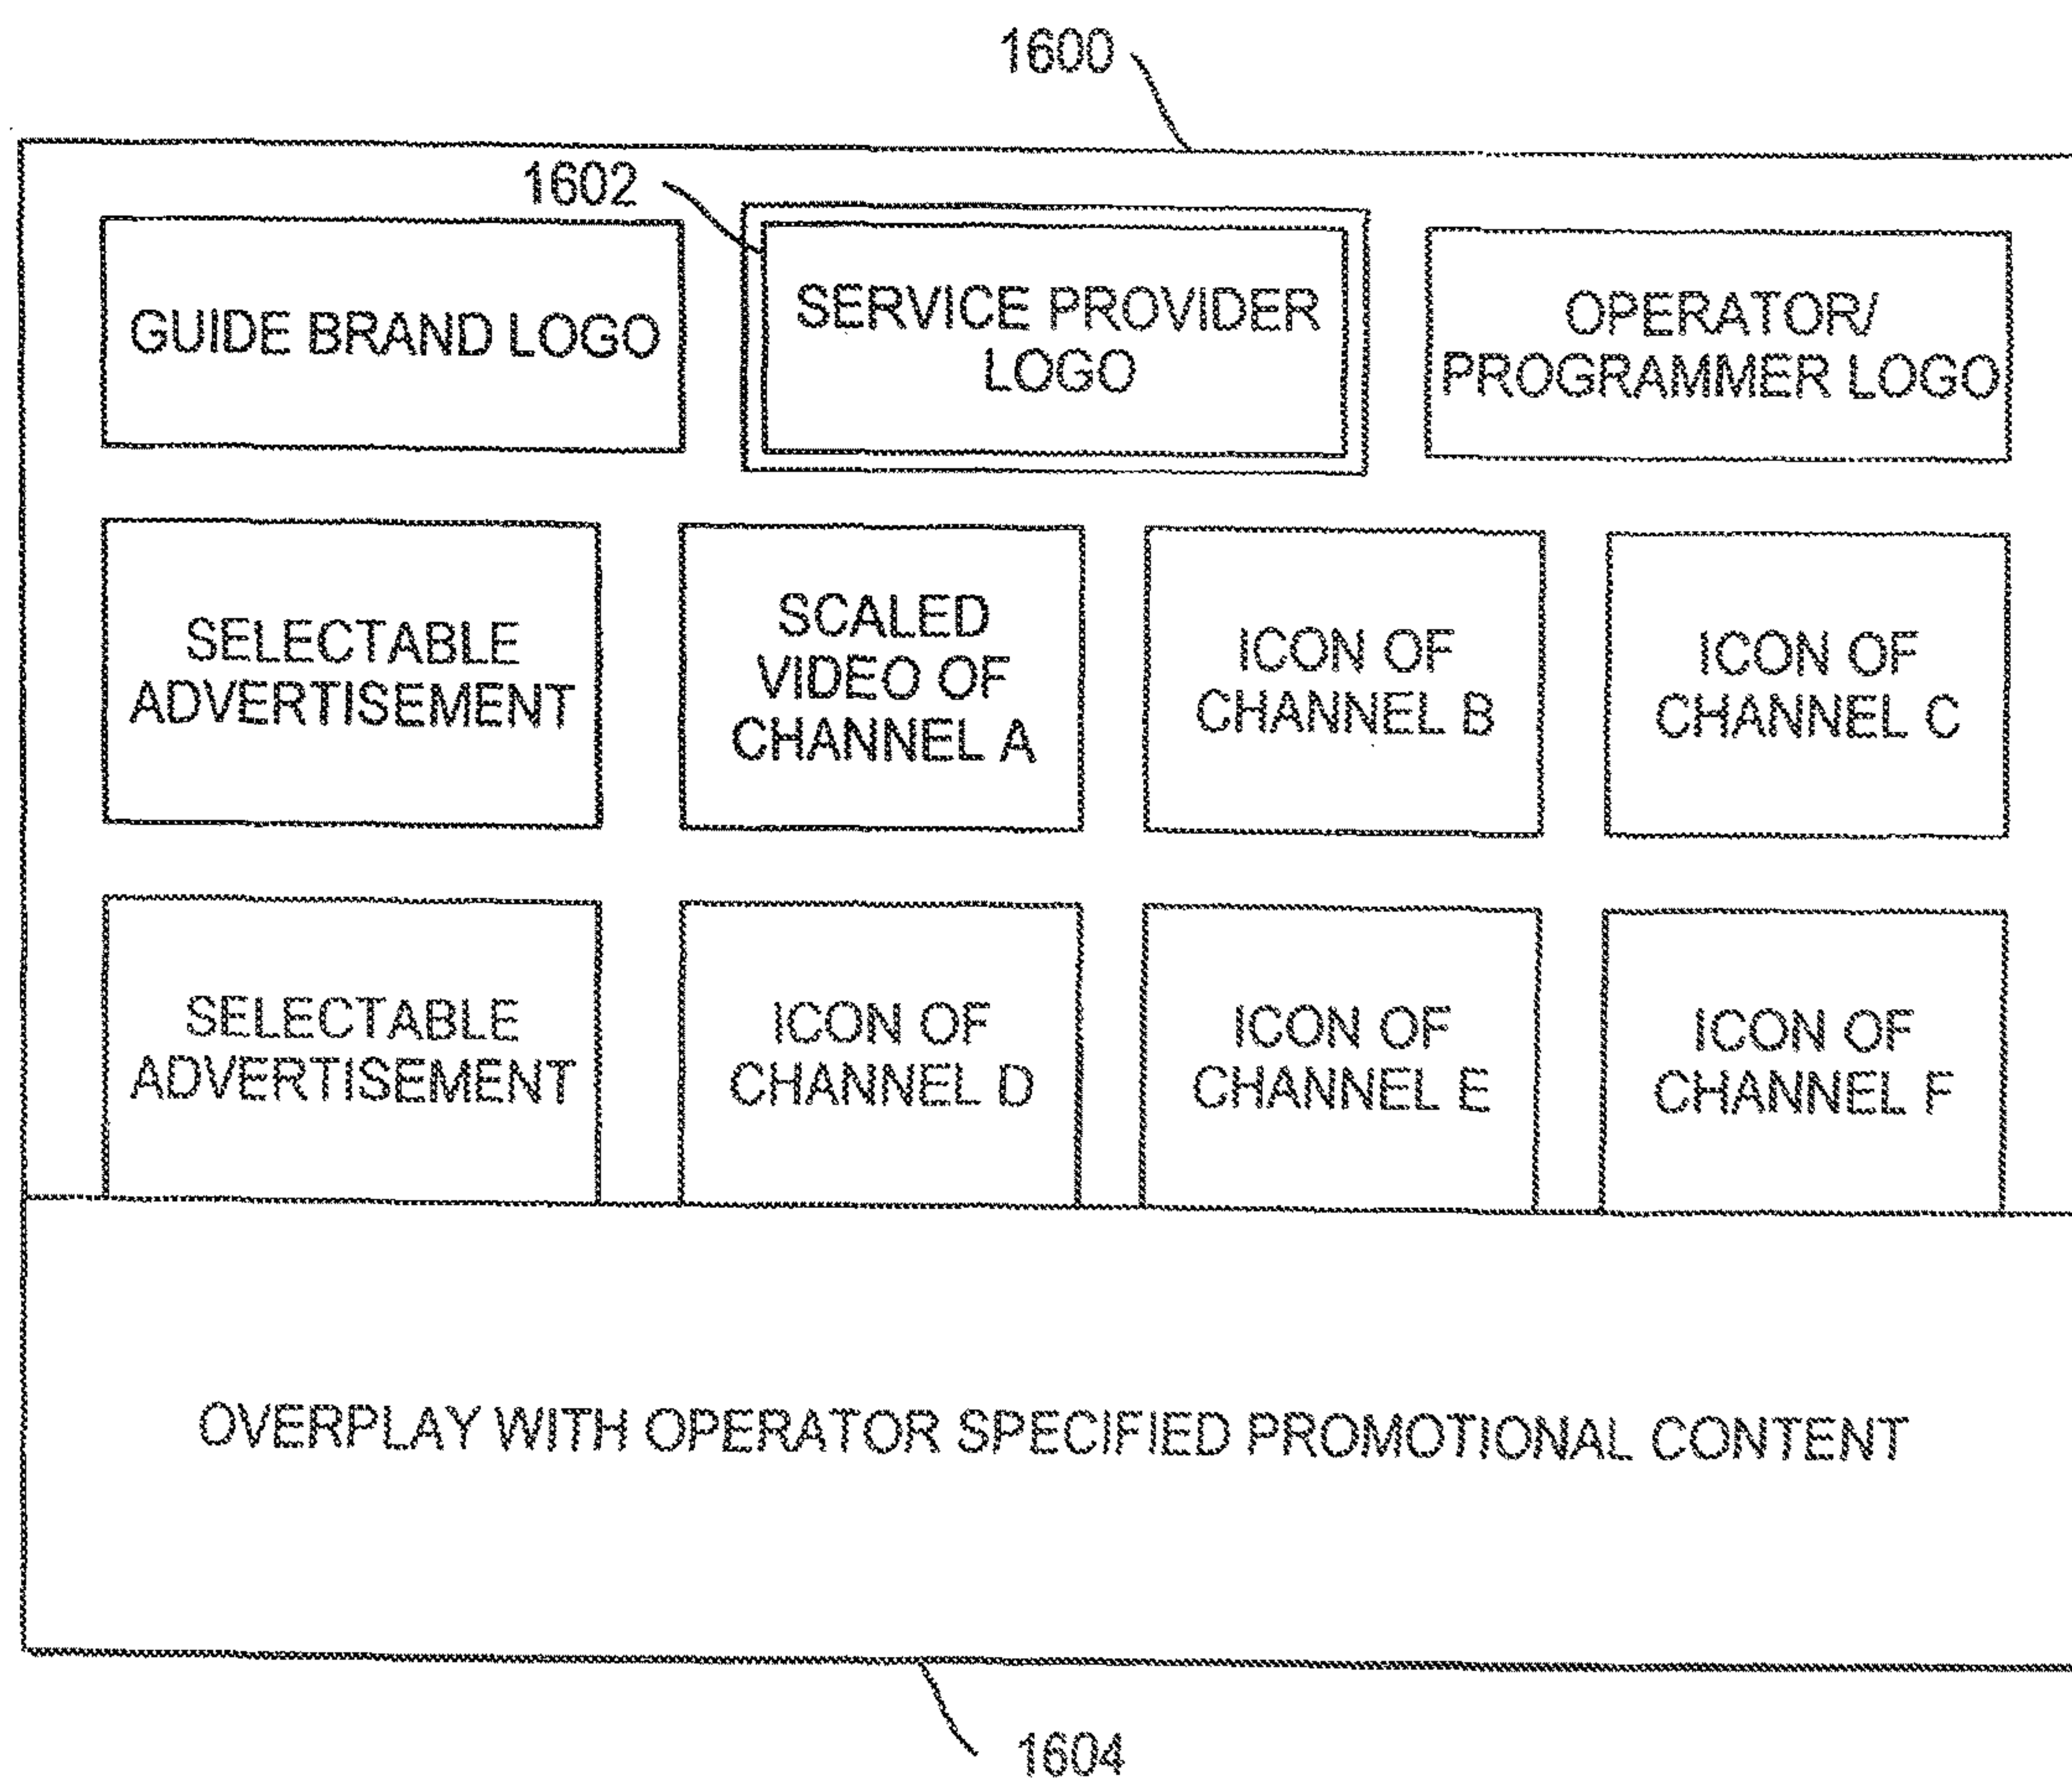 1600
1602
GUIDE BRAND LOGO
SERVICE PROVIDER
LOGO
OPERATOR/
PROGRAMMER LOGO
SELECTABLE
ADVERTISEMENT
SCALED
VIDEO OF
CHANNEL A
ICON OF
CHANNEL B
ICON OF
CHANNEL C
SELECTABLE
ADVERTISEMENT
ICON OF
CHANNEL D
ICON OF
CHANNEL E
ICON OF
CHANNEL F
OVERPLAY WITH OPERATOR SPECIFIED PROMOTIONAL CONTENT
1604